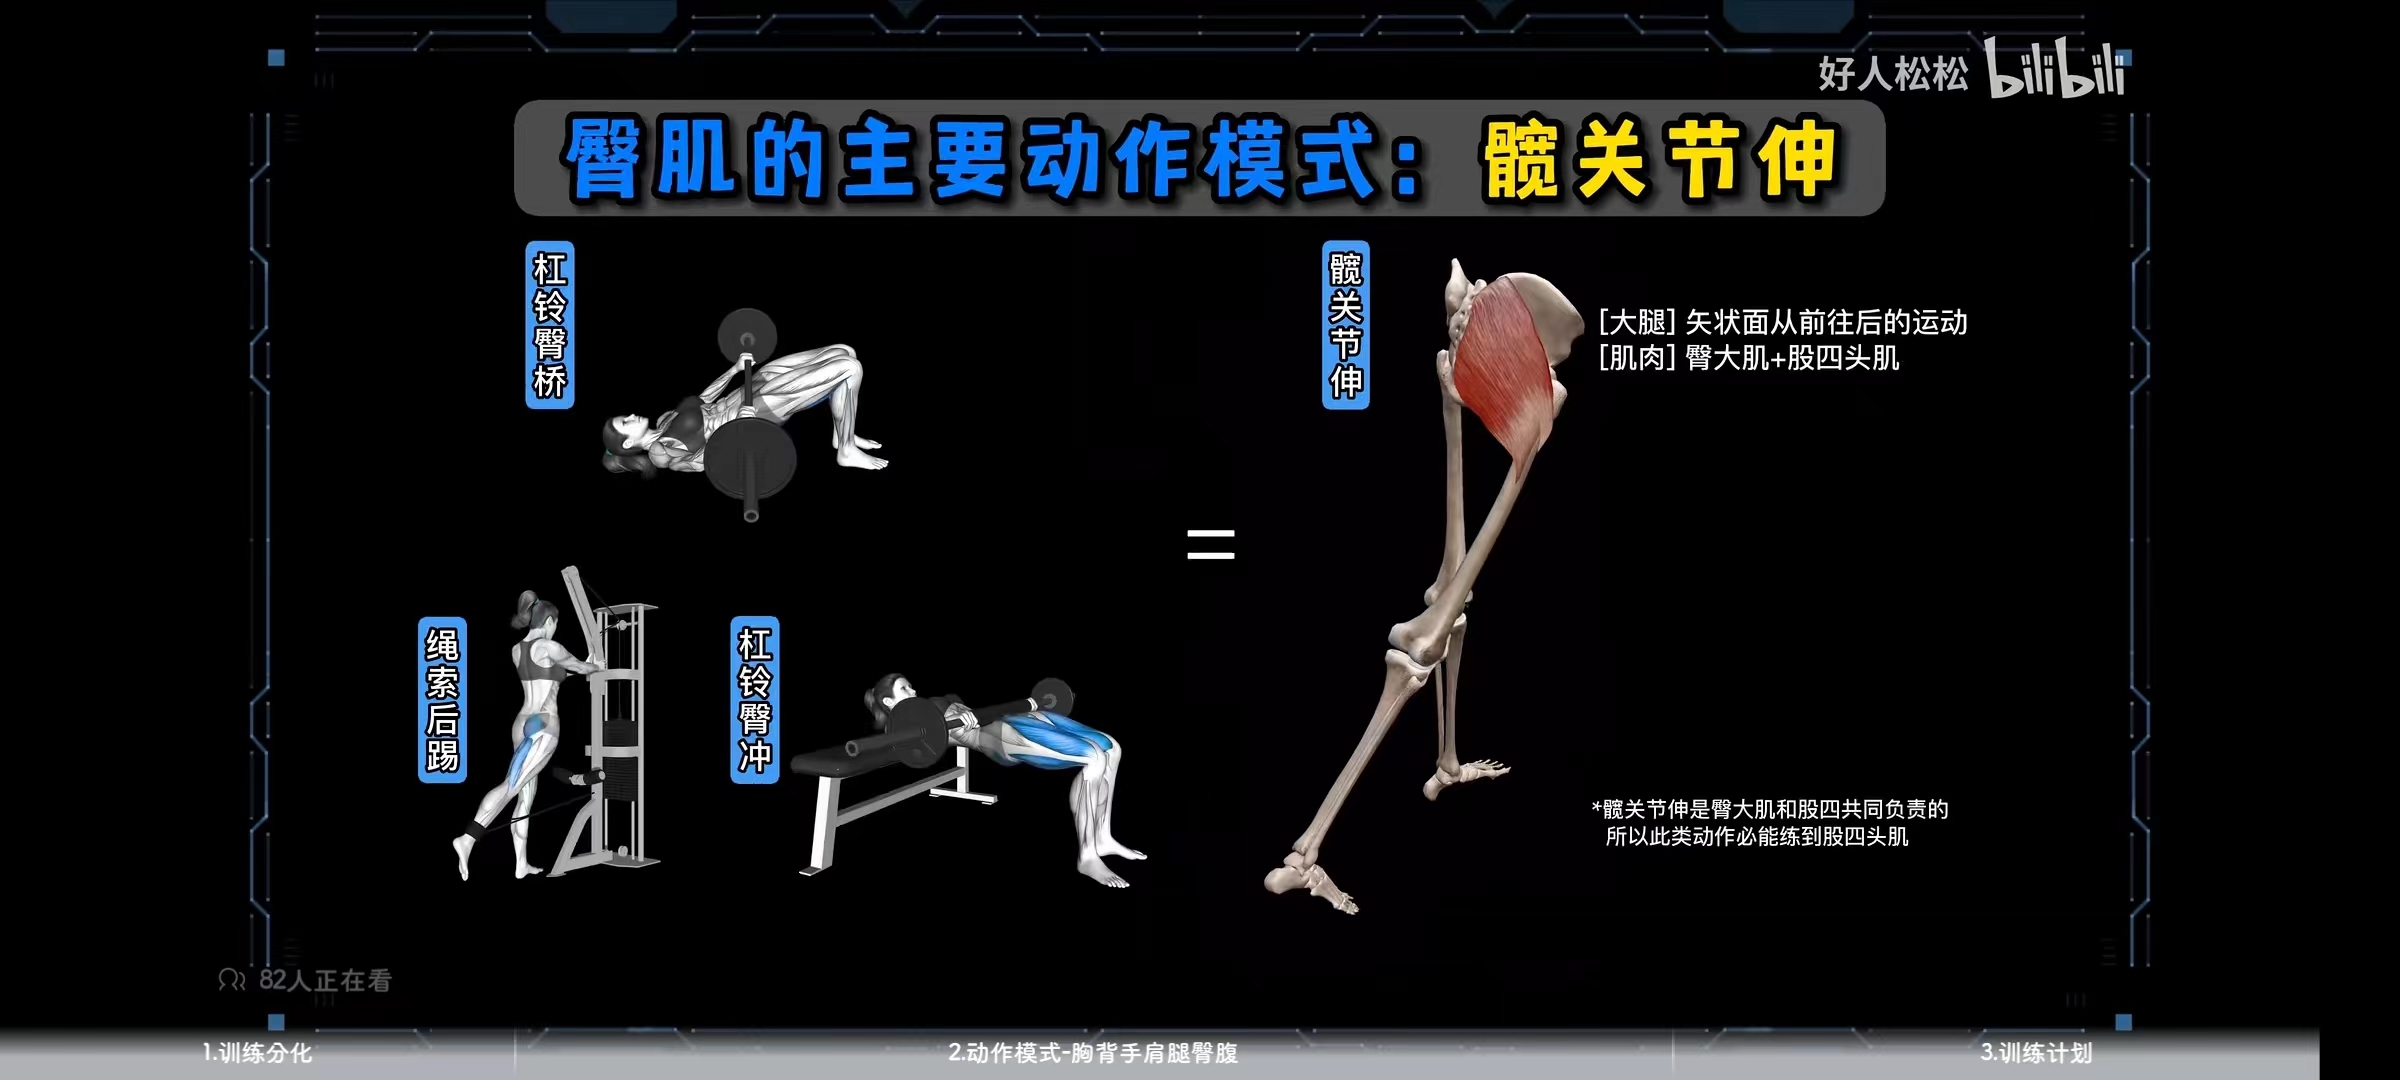 好人松松 bilibili
臀肌的主要动作模式：髋关节伸
杠铃臀桥
髋关节伸
[大腿] 矢状面从前往后的运动
[肌肉] 臀大肌+股四头肌
=
绳索后踢
杠铃臀冲
*髋关节伸是臀大肌和股四共同负责的
所以此类动作必能练到股四头肌
82人正在看
1.训练分化
2.动作模式-胸背手肩腿臀腹
3.训练计划